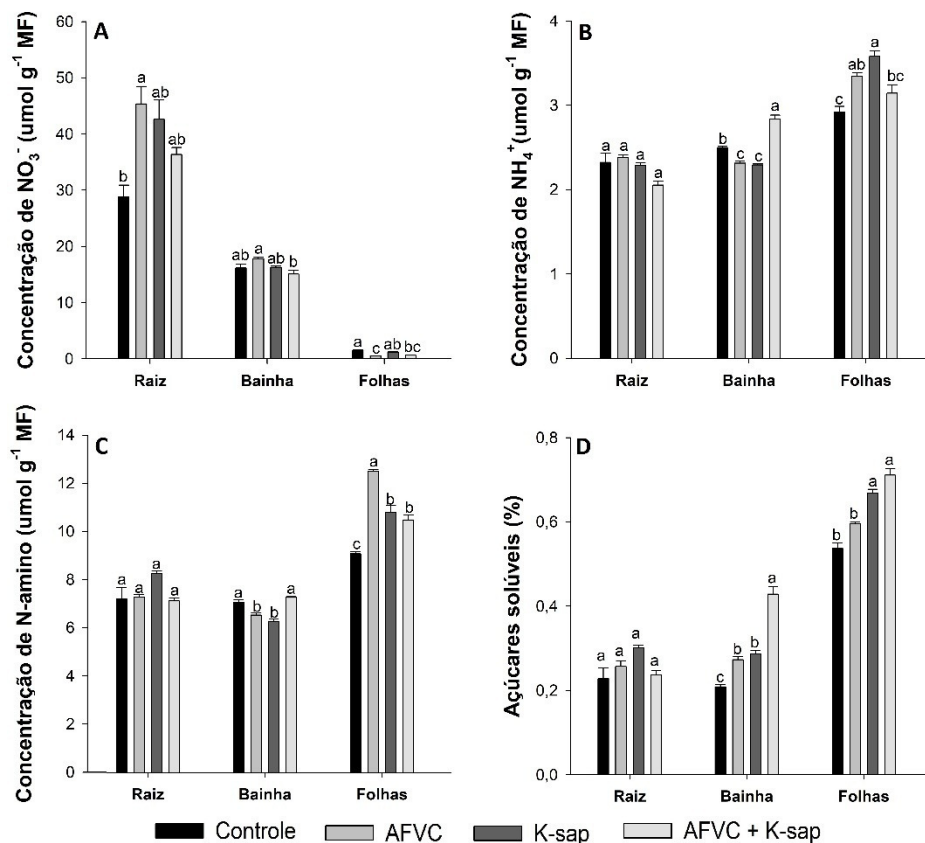 A
Concentração de NO₃⁻ (umol g⁻¹ MF)
60
50
40
30
20
10
0
b a ab ab
ab a ab b
a c ab bc
Raiz Bainha Folhas
B
Concentração de NH₄⁺(umol g⁻¹ MF)
4
3
2
1
0
a a a a
b c c a
c ab a bc
Raiz Bainha Folhas
C
Concentração de N-amino (umol g⁻¹ MF)
14
12
10
8
6
4
2
0
a a a a
a b b a
c a b b
Raiz Bainha Folhas
D
Açúcares solúveis (%)
0,8
0,6
0,4
0,2
0,0
a a a a
c b b a
b b a a
Raiz Bainha Folhas
Controle AFVC K-sap AFVC + K-sap